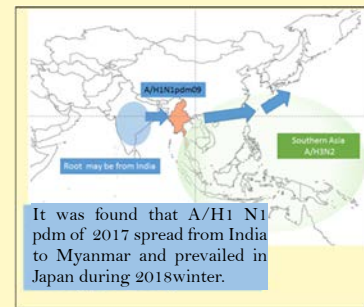 A/H1N1pdm09
Southern Asia
A/H3N2
Root may be from India
It was found that A/H1 N1
pdm of 2017 spread from India
to Myanmar and prevailed in
Japan during 2018winter.